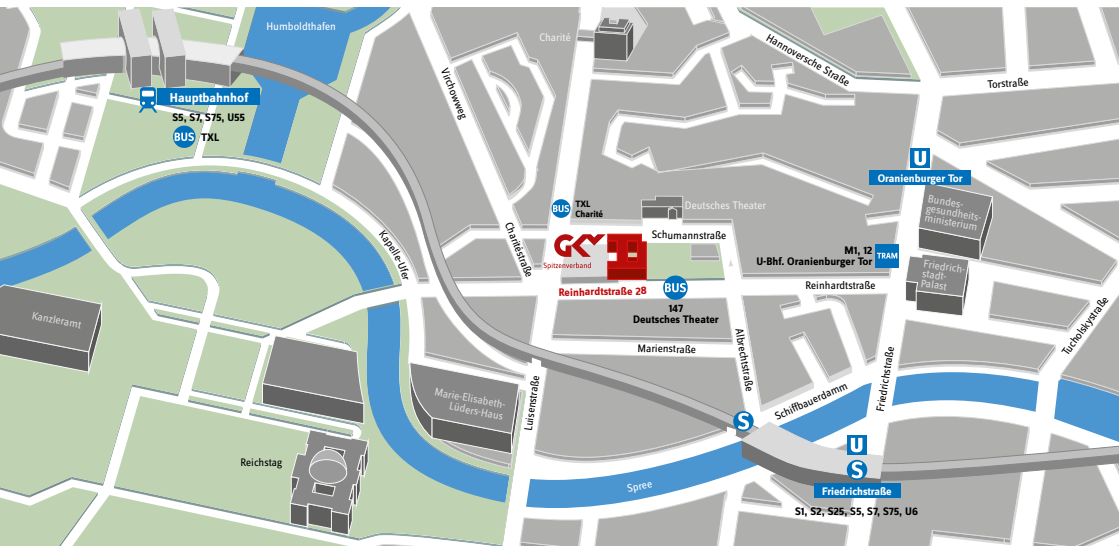 Humboldthafen
Charité
Hannoversche Straße
Torstraße
Virchowweg
Hauptbahnhof
S5, S7, S75, U55
BUS
TXL
U
Oranienburger Tor
Bundes-
gesundheits-
ministerium
BUS
TXL
Charité
Deutsches Theater
Schumannstraße
Charitéstraße
Kapelle-Ufer
GKV
Spitzenverband
M1, 12
U-Bhf. Oranienburger Tor
TRAM
Friedrich-
stadt-
Palast
Reinhardtstraße 28
BUS
147
Deutsches Theater
Reinhardtstraße
Kanzleramt
Marienstraße
Albrechtstraße
Tucholskystraße
Friedrichstraße
Schiffbauerdamm
Luisenstraße
Marie-Elisabeth-
Lüders-Haus
S
U
S
Reichstag
Spree
Friedrichstraße
S1, S2, S25, S5, S7, S75, U6